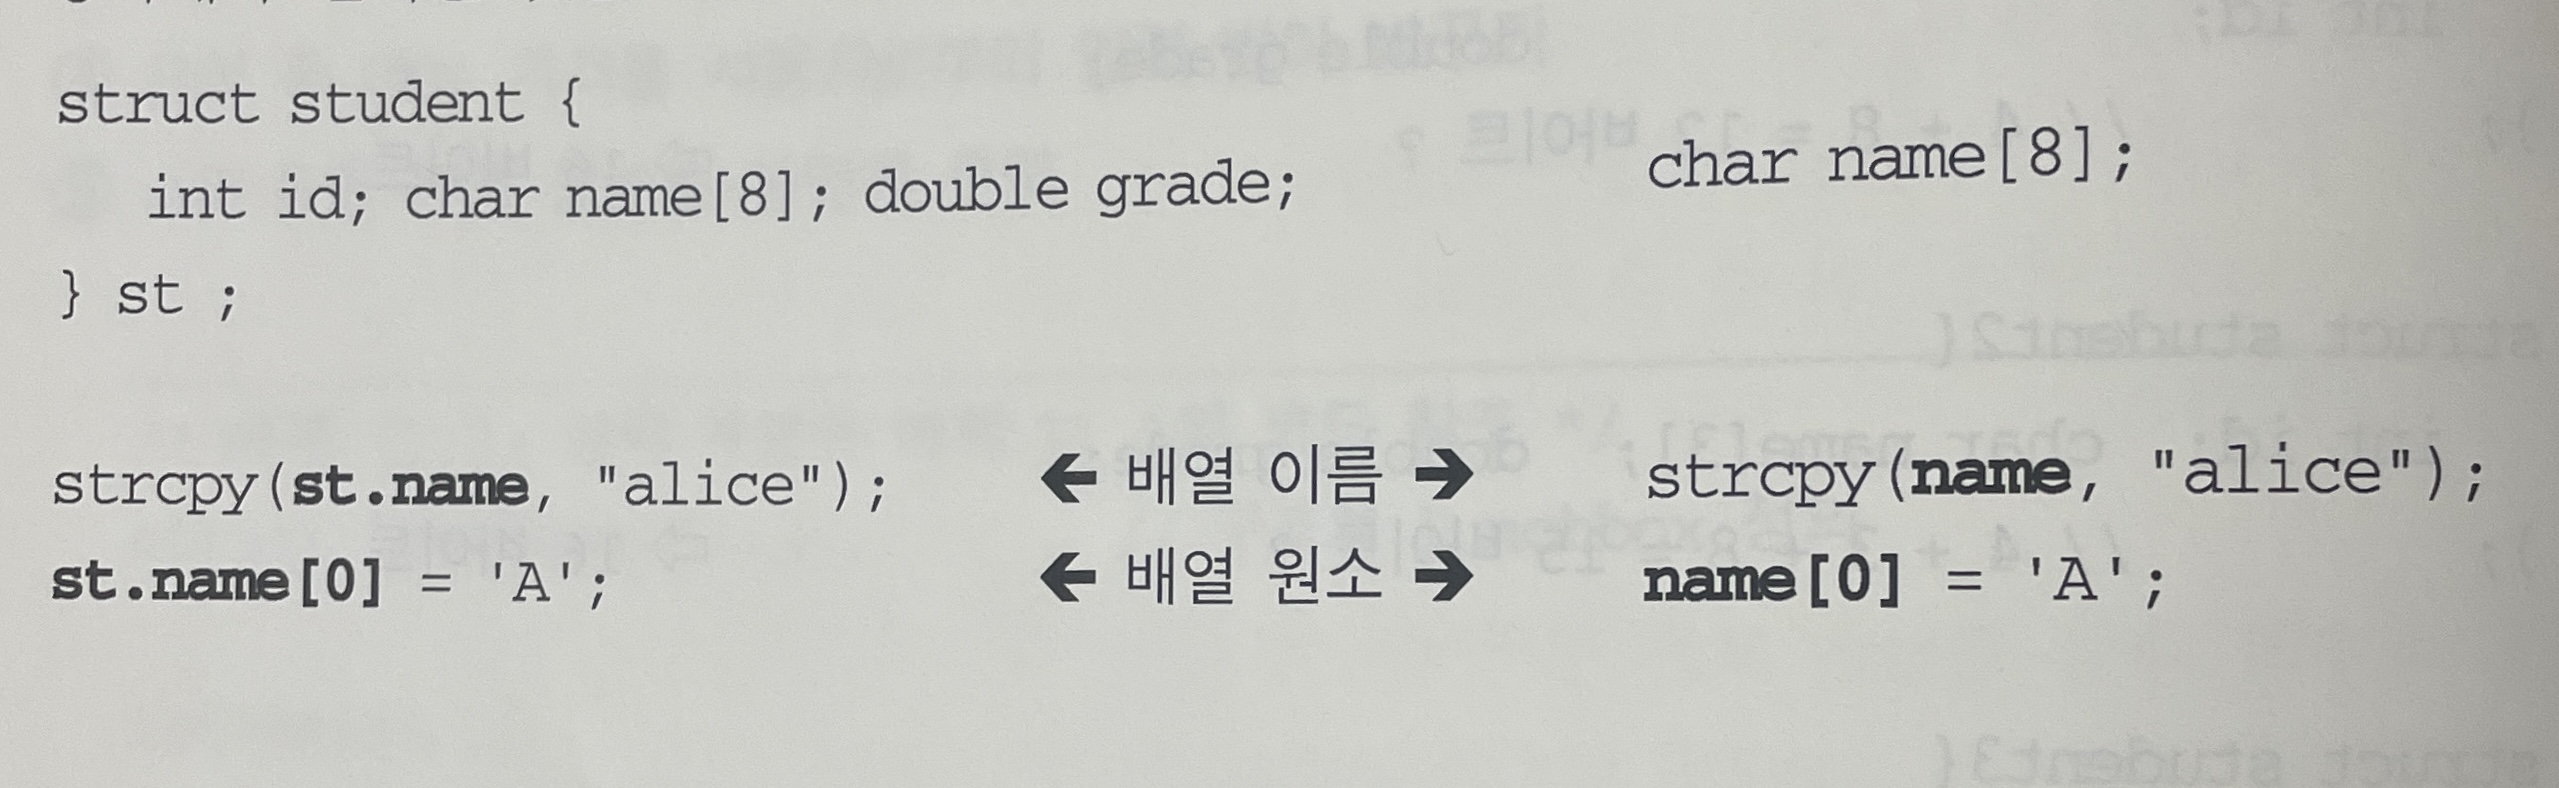 struct student {
int id; char name[8]; double grade;
} st ;
char name[8];
strcpy(st.name, "alice"); ← 배열 이름 → strcpy(name, "alice");
st.name[0] = 'A'; ← 배열 원소 → name[0] = 'A';